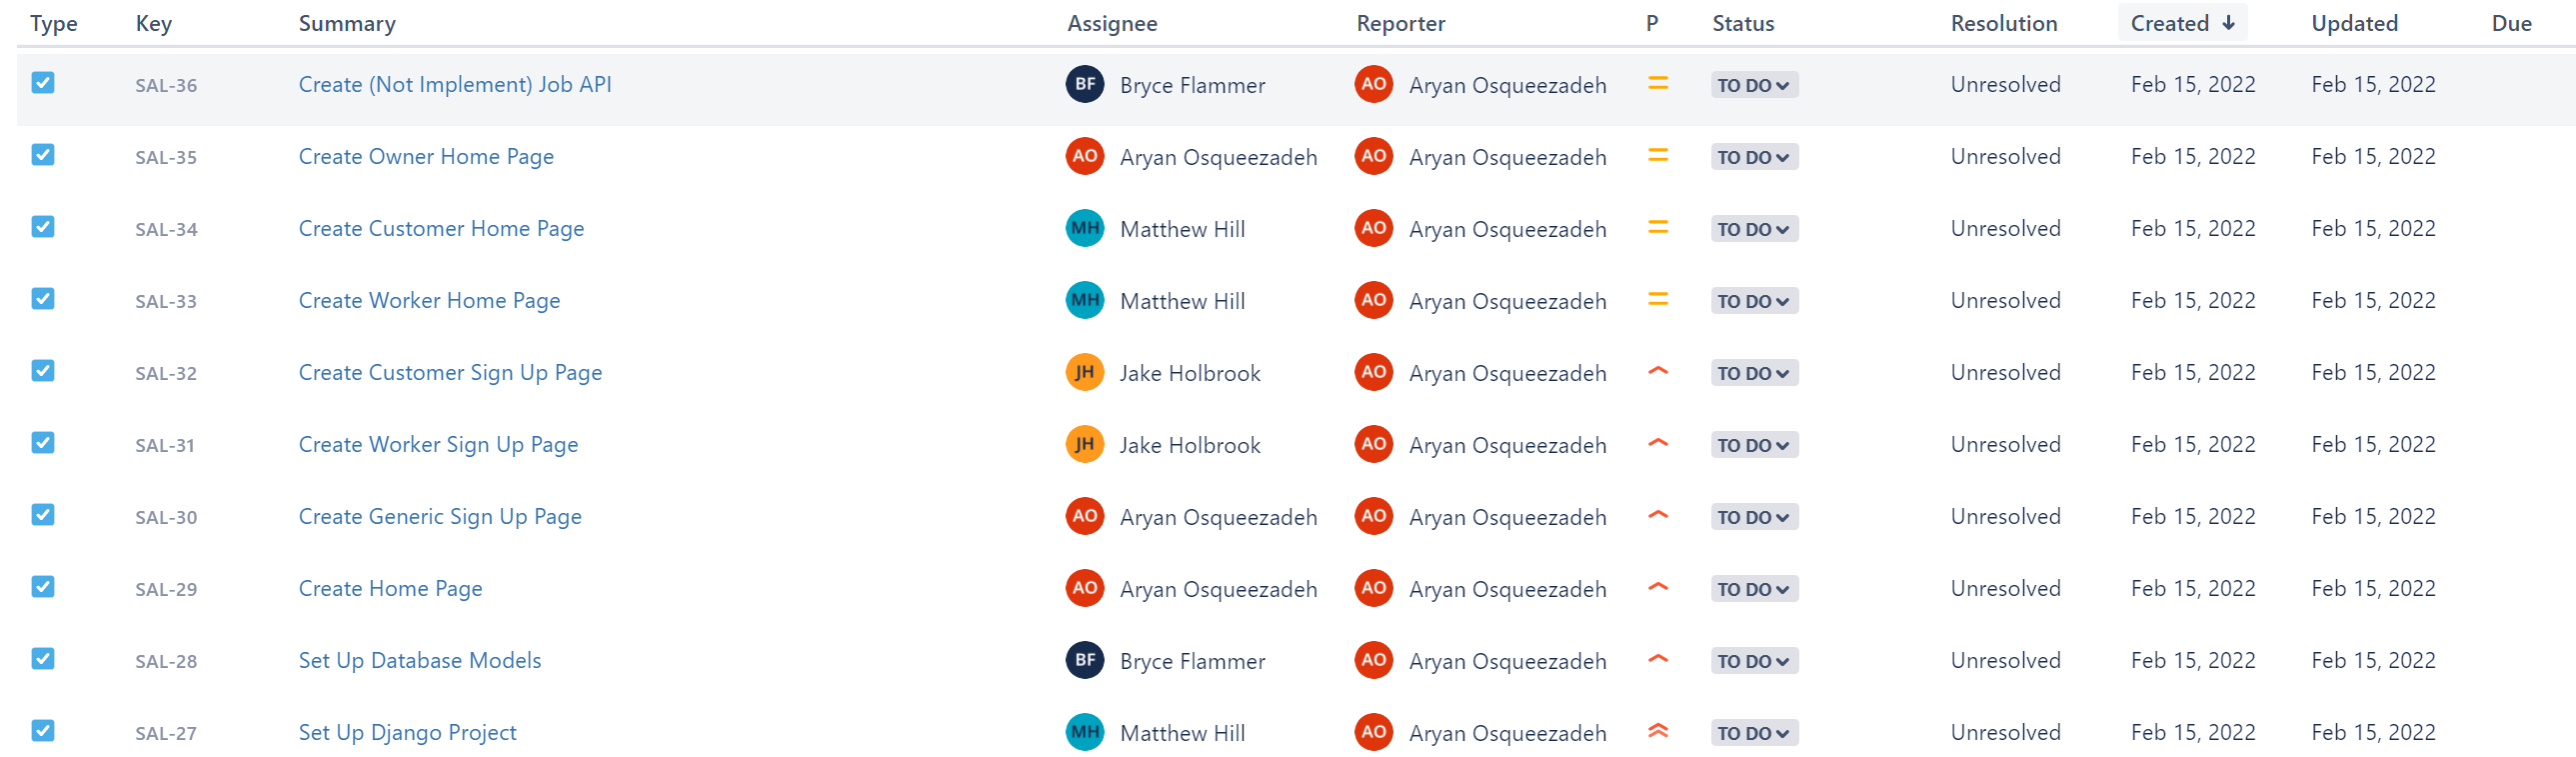 Type Key Summary Assignee Reporter P Status Resolution Created Updated Due
SAL-36 Create (Not Implement) Job API BF Bryce Flammer AO Aryan Osqueezadeh TO DO Unresolved Feb 15, 2022 Feb 15, 2022
SAL-35 Create Owner Home Page AO Aryan Osqueezadeh AO Aryan Osqueezadeh TO DO Unresolved Feb 15, 2022 Feb 15, 2022
SAL-34 Create Customer Home Page MH Matthew Hill AO Aryan Osqueezadeh TO DO Unresolved Feb 15, 2022 Feb 15, 2022
SAL-33 Create Worker Home Page MH Matthew Hill AO Aryan Osqueezadeh TO DO Unresolved Feb 15, 2022 Feb 15, 2022
SAL-32 Create Customer Sign Up Page JH Jake Holbrook AO Aryan Osqueezadeh TO DO Unresolved Feb 15, 2022 Feb 15, 2022
SAL-31 Create Worker Sign Up Page JH Jake Holbrook AO Aryan Osqueezadeh TO DO Unresolved Feb 15, 2022 Feb 15, 2022
SAL-30 Create Generic Sign Up Page AO Aryan Osqueezadeh AO Aryan Osqueezadeh TO DO Unresolved Feb 15, 2022 Feb 15, 2022
SAL-29 Create Home Page AO Aryan Osqueezadeh AO Aryan Osqueezadeh TO DO Unresolved Feb 15, 2022 Feb 15, 2022
SAL-28 Set Up Database Models BF Bryce Flammer AO Aryan Osqueezadeh TO DO Unresolved Feb 15, 2022 Feb 15, 2022
SAL-27 Set Up Django Project MH Matthew Hill AO Aryan Osqueezadeh TO DO Unresolved Feb 15, 2022 Feb 15, 2022